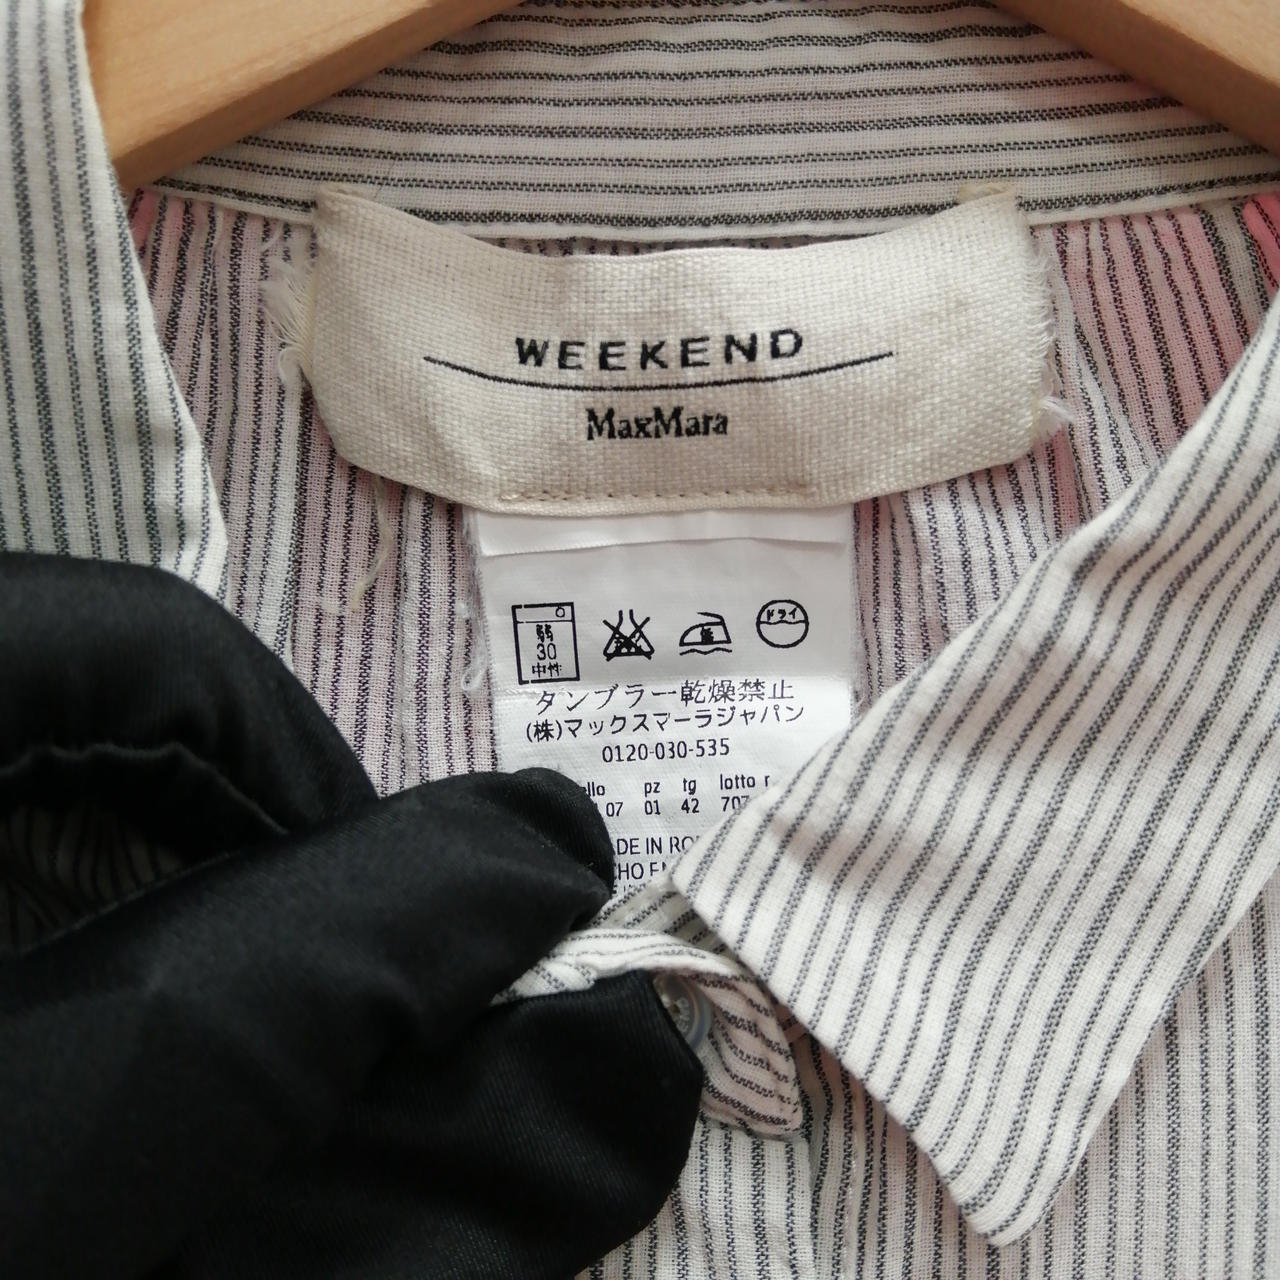 WEEKEND
MaxMara
弱
30
中性
低
ドライ
タンブラー乾燥禁止
(株)マックスマーラジャパン
0120-030-535
pz tg lotto
07 01 42